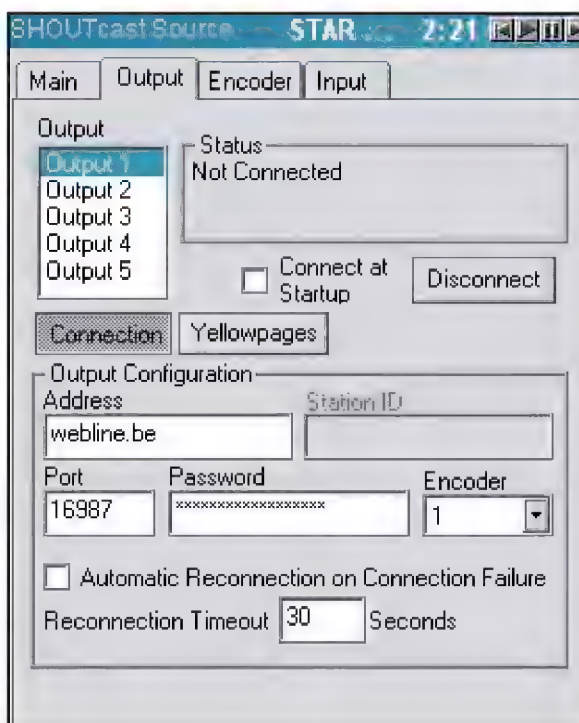 SHOUTcast Source STAR 2:21
Main Output Encoder Input
Output
Output 1
Output 2
Output 3
Output 4
Output 5
Status
Not Connected
Connect at
Startup
Disconnect
Connection Yellowpages
Output Configuration
Address Station ID
webline.be
Port Password Encoder
16987 ****************** 1
Automatic Reconnection on Connection Failure
Reconnection Timeout 30 Seconds